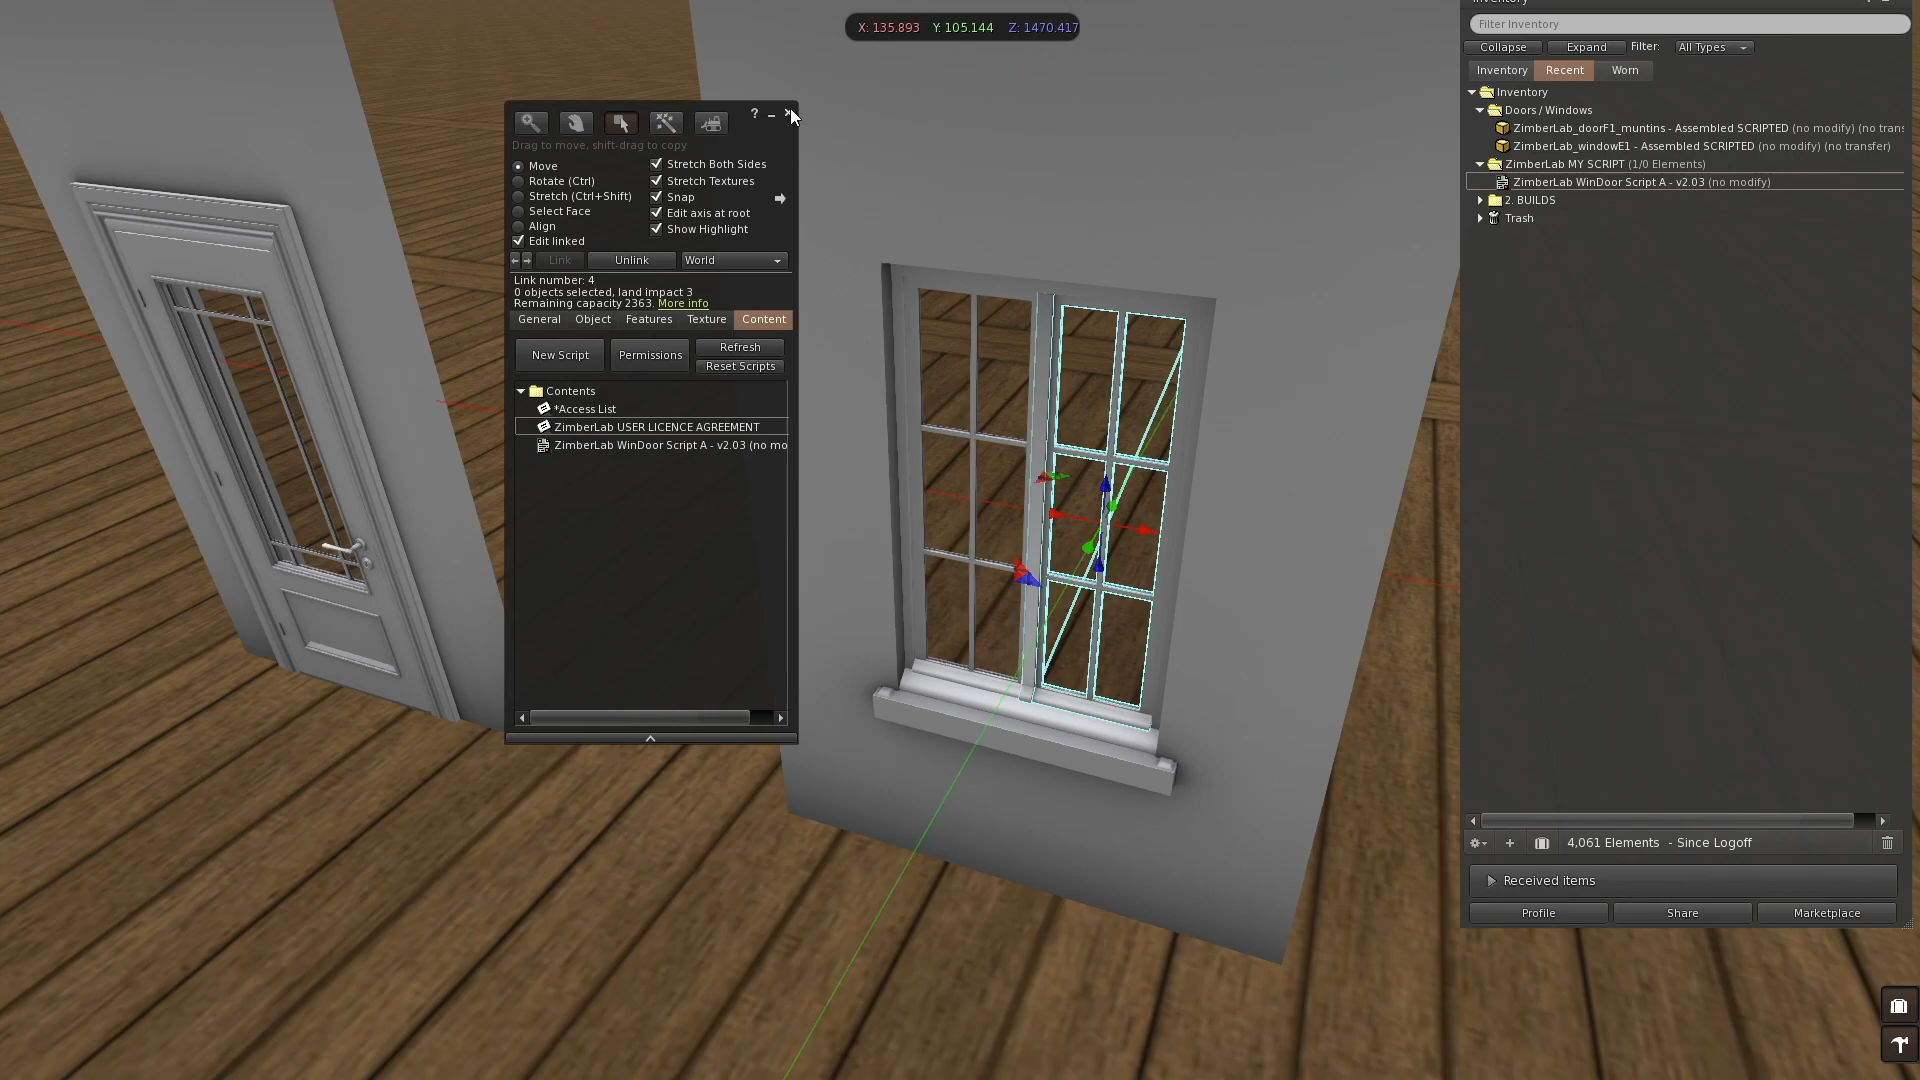 X: 135.893 Y: 105.144 Z: 1470.417
?
Drag to move, shift-drag to copy
Move
Rotate (Ctrl)
Stretch (Ctrl+Shift)
Select Face
Align
Edit linked
Stretch Both Sides
Stretch Textures
Snap
Edit axis at root
Show Highlight
Link Unlink World
Link number: 4
0 objects selected, land impact 3
Remaining capacity 2363. More info
General Object Features Texture Content
New Script Permissions Refresh
Reset Scripts
Contents
*Access List
ZimberLab USER LICENCE AGREEMENT
ZimberLab WinDoor Script A - v2.03 (no mo
Inventory
Filter Inventory
Collapse Expand Filter: All Types
Inventory Recent Worn
Inventory
Doors / Windows
ZimberLab_doorF1_muntins - Assembled SCRIPTED (no modify) (no trans
ZimberLab_windowE1 - Assembled SCRIPTED (no modify) (no transfer)
ZimberLab MY SCRIPT (1/0 Elements)
ZimberLab WinDoor Script A - v2.03 (no modify)
2. BUILDS
Trash
4,061 Elements - Since Logoff
Received items
Profile Share Marketplace